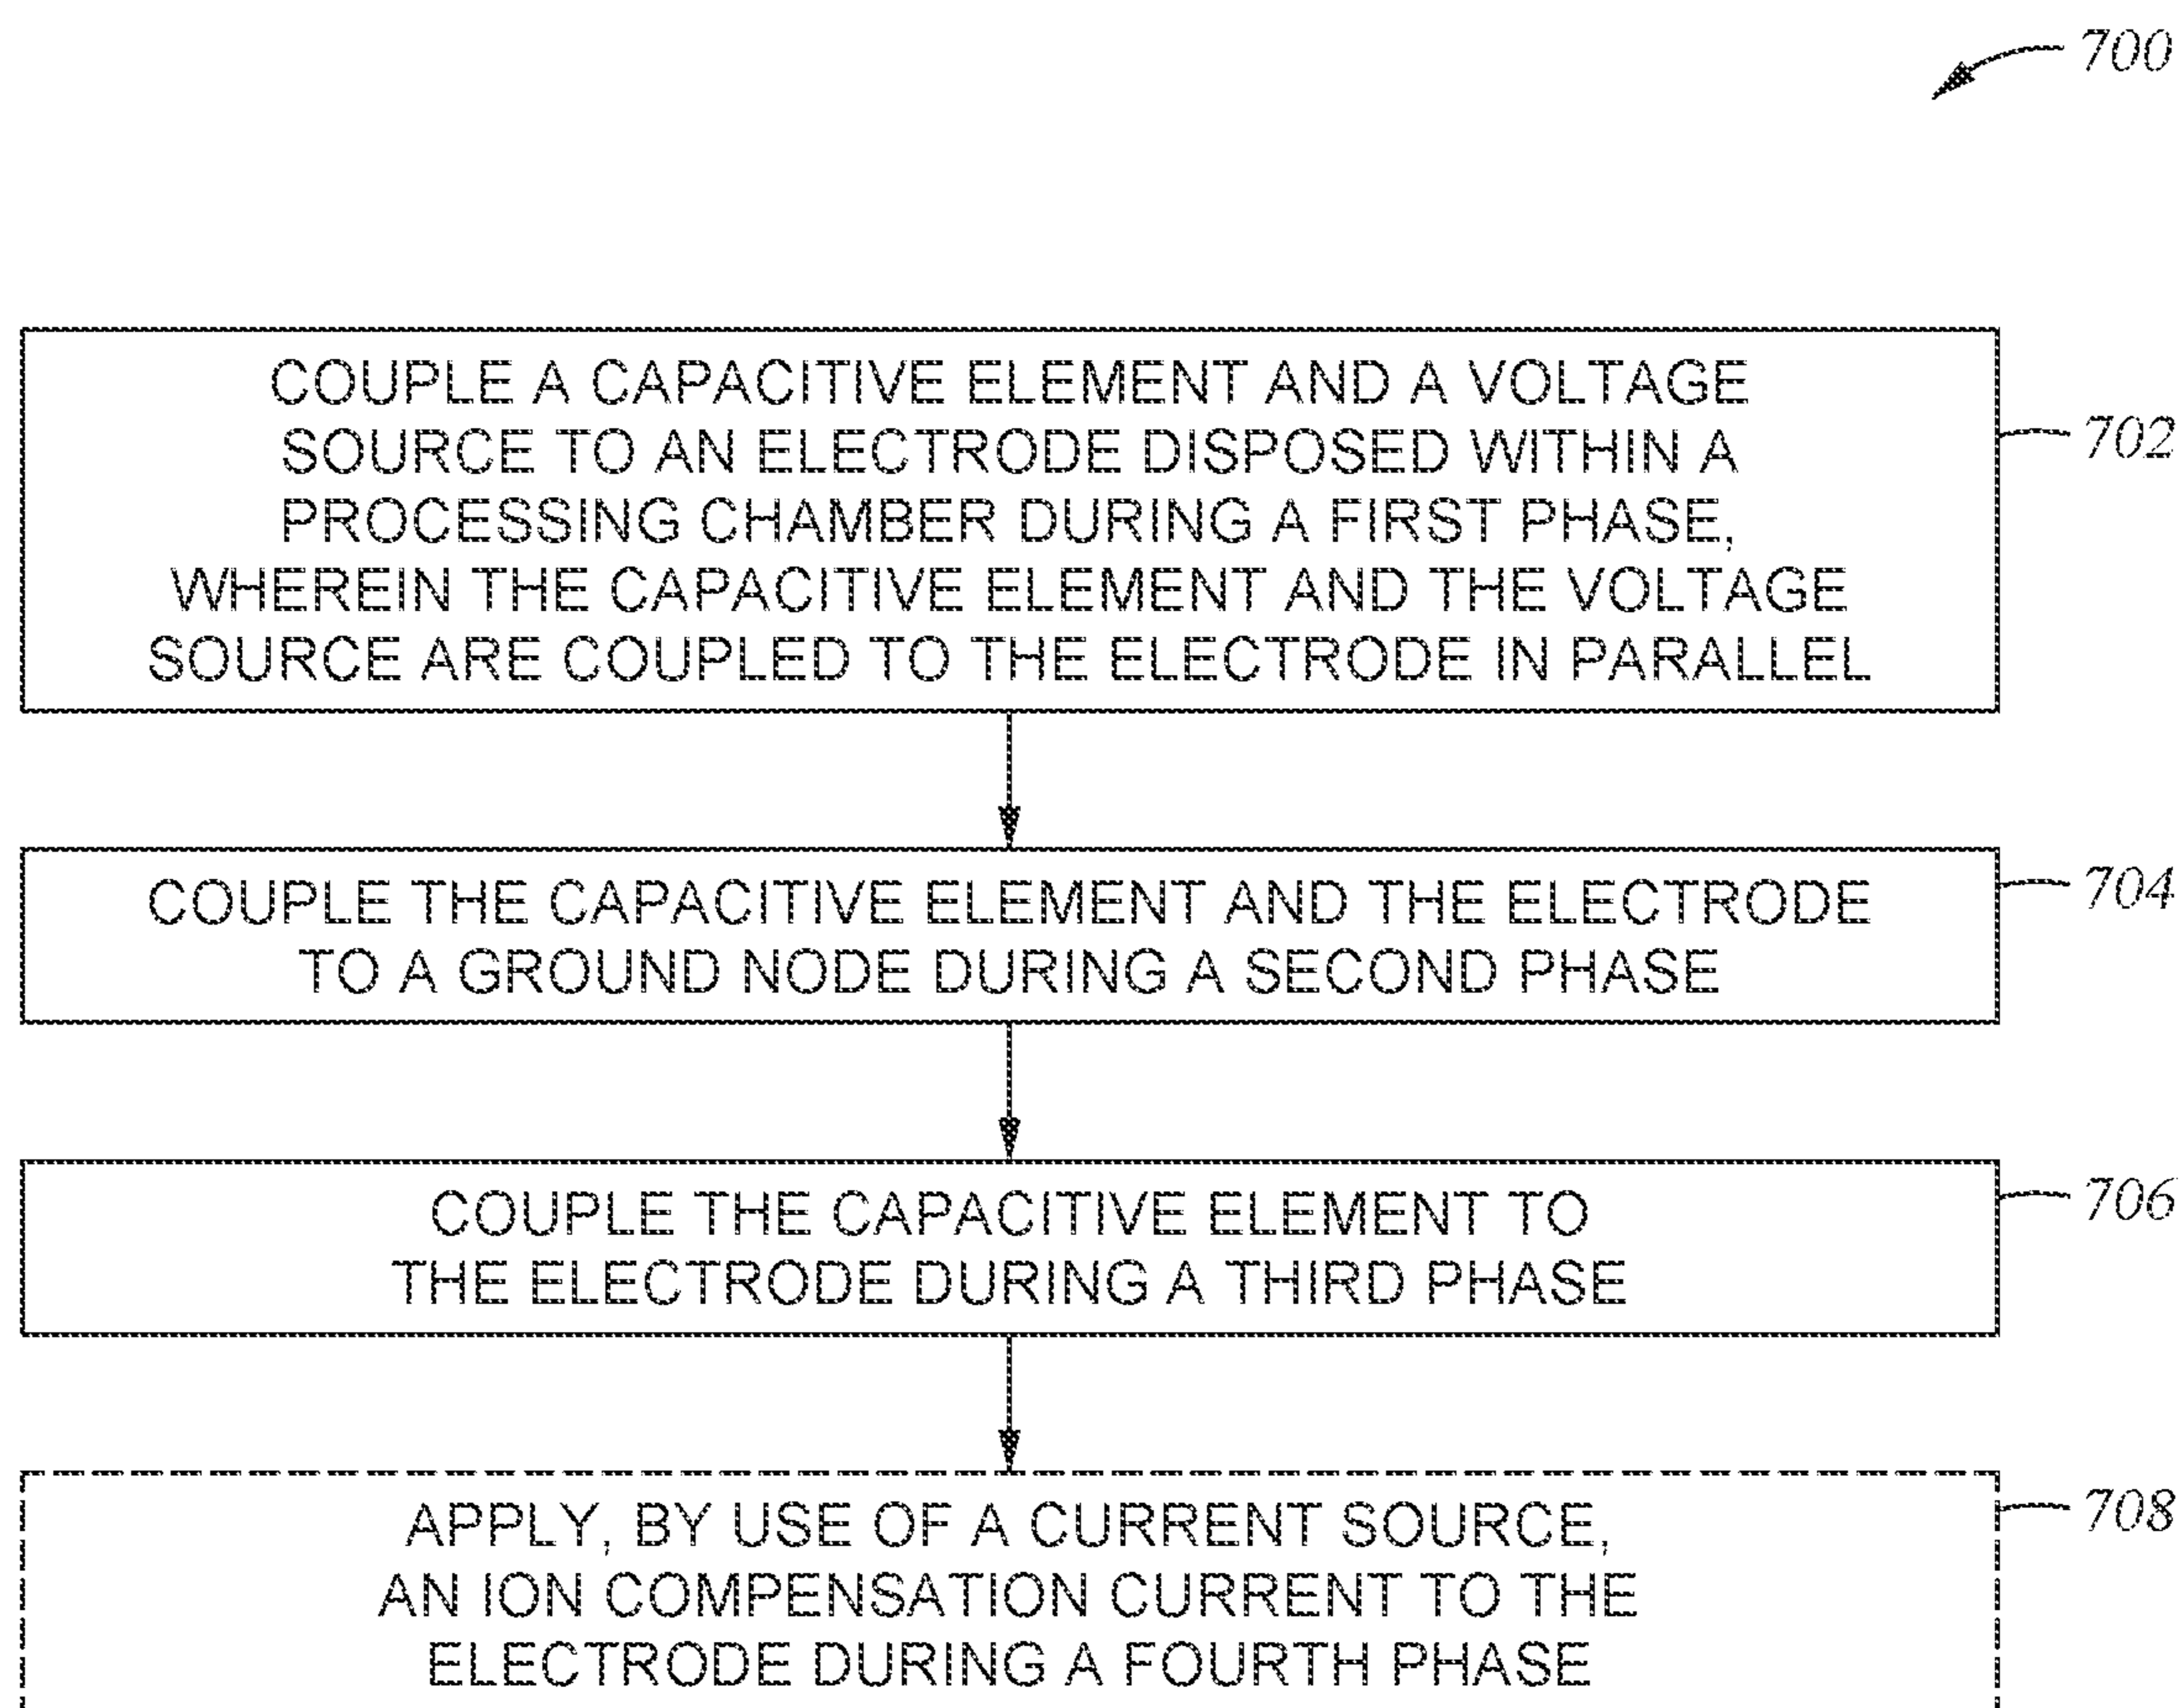 700
COUPLE A CAPACITIVE ELEMENT AND A VOLTAGE
SOURCE TO AN ELECTRODE DISPOSED WITHIN A
PROCESSING CHAMBER DURING A FIRST PHASE,
WHEREIN THE CAPACITIVE ELEMENT AND THE VOLTAGE
SOURCE ARE COUPLED TO THE ELECTRODE IN PARALLEL
702
COUPLE THE CAPACITIVE ELEMENT AND THE ELECTRODE
TO A GROUND NODE DURING A SECOND PHASE
704
COUPLE THE CAPACITIVE ELEMENT TO
THE ELECTRODE DURING A THIRD PHASE
706
APPLY, BY USE OF A CURRENT SOURCE,
AN ION COMPENSATION CURRENT TO THE
ELECTRODE DURING A FOURTH PHASE
708